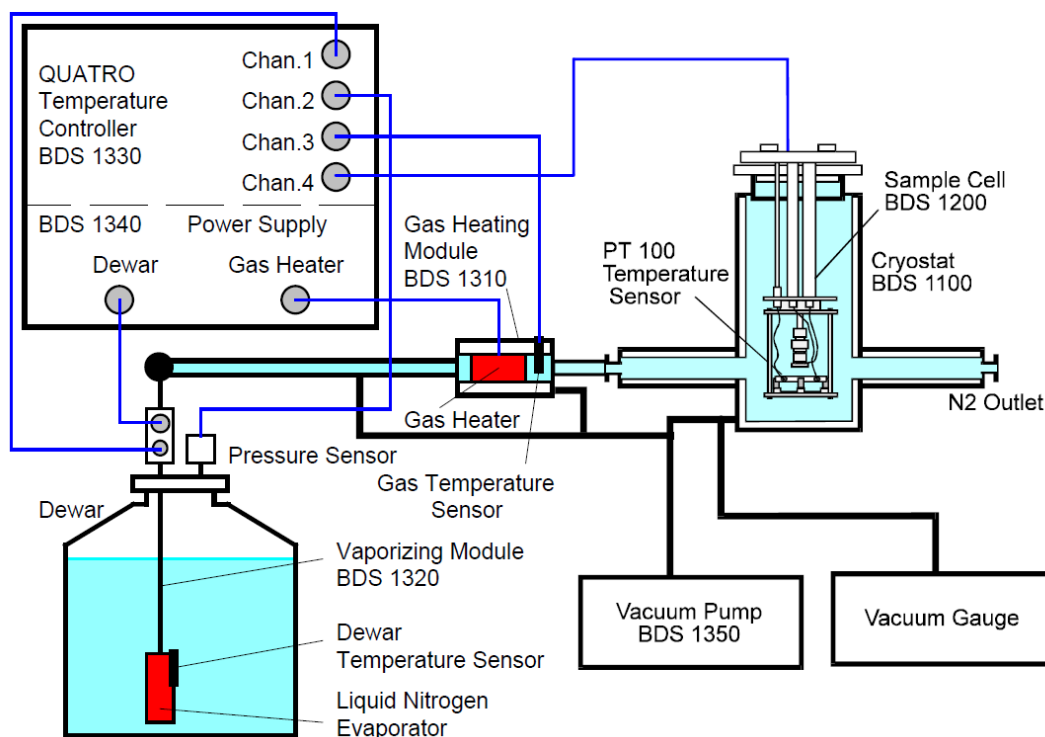 QUATRO
Temperature
Controller
BDS 1330
Chan.1
Chan.2
Chan.3
Chan.4
BDS 1340
Power Supply
Dewar
Gas Heater
Gas Heating
Module
BDS 1310
PT 100
Temperature
Sensor
Sample Cell
BDS 1200
Cryostat
BDS 1100
N2 Outlet
Gas Heater
Pressure Sensor
Gas Temperature
Sensor
Dewar
Vaporizing Module
BDS 1320
Dewar
Temperature Sensor
Liquid Nitrogen
Evaporator
Vacuum Pump
BDS 1350
Vacuum Gauge